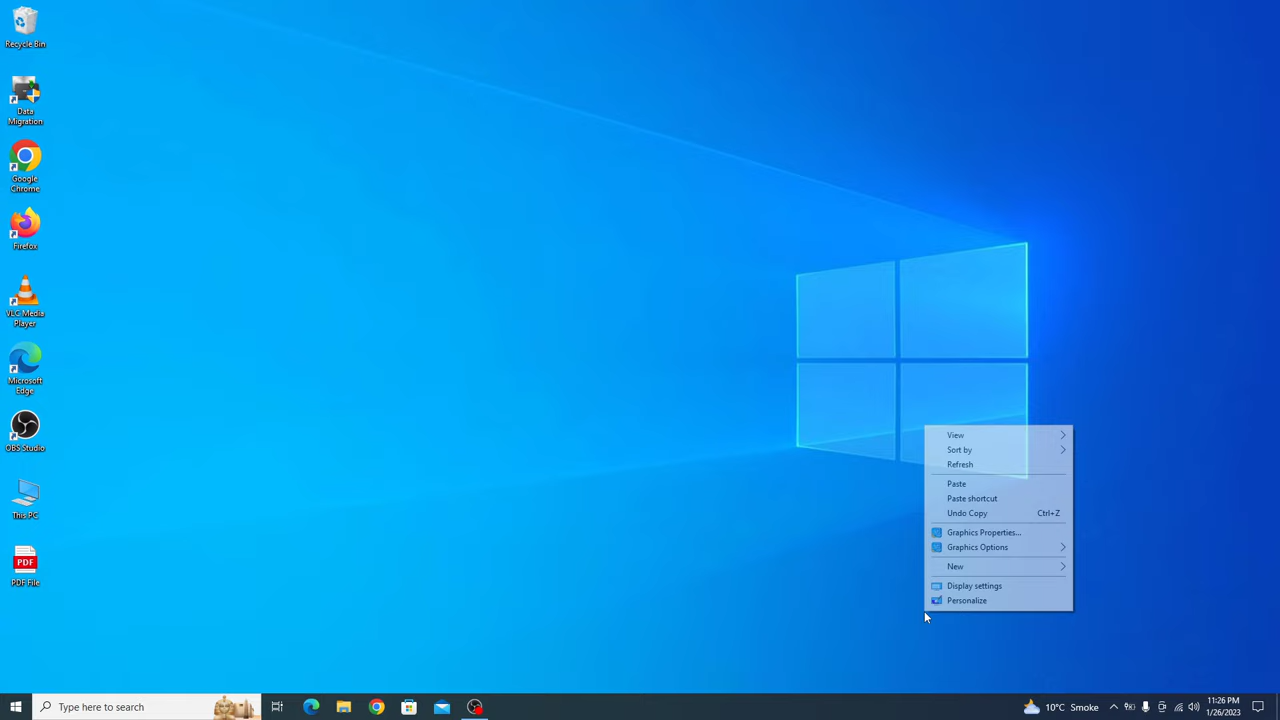 Recycle Bin
Data
Migration
Google
Chrome
Firefox
VLC Media
Player
Microsoft
Edge
OBS Studio
This PC
PDF
PDF File
View
Sort by
Refresh
Paste
Paste shortcut
Undo Copy Ctrl+Z
Graphics Properties...
Graphics Options
New
Display settings
Personalize
Type here to search
10°C Smoke
11:26 PM
1/26/2023